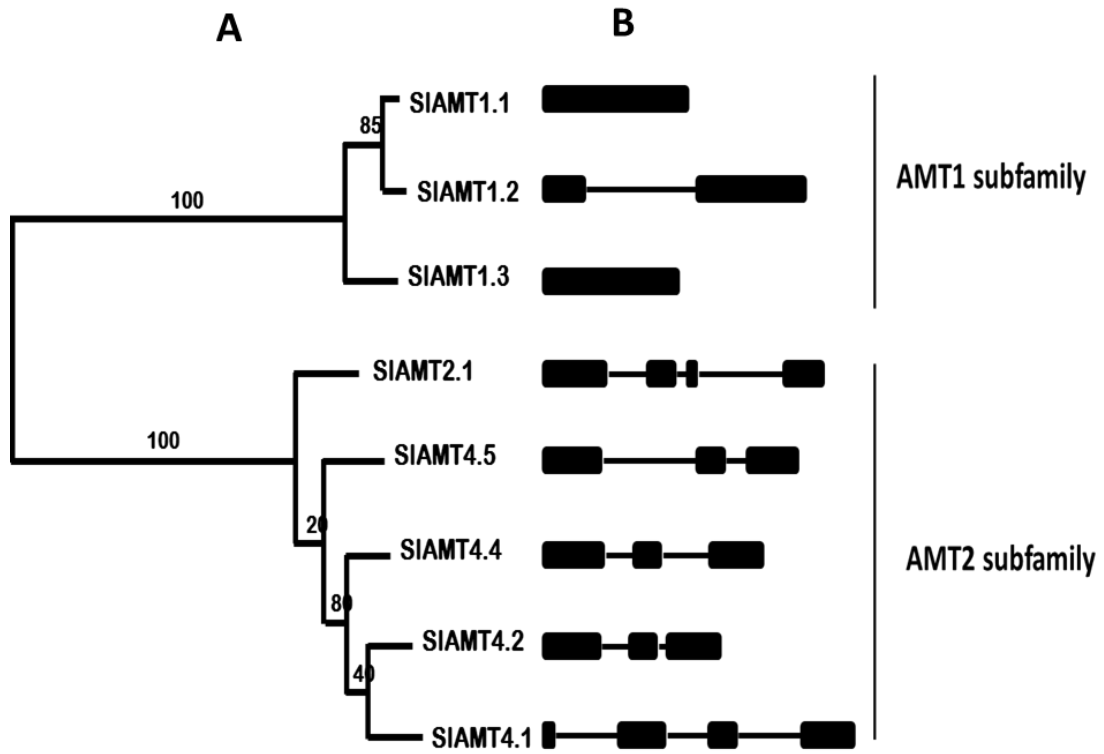 A
B
SlAMT1.1
85
SlAMT1.2
AMT1 subfamily
100
SlAMT1.3
SlAMT2.1
100
SlAMT4.5
20
SlAMT4.4
AMT2 subfamily
80
SlAMT4.2
40
SlAMT4.1